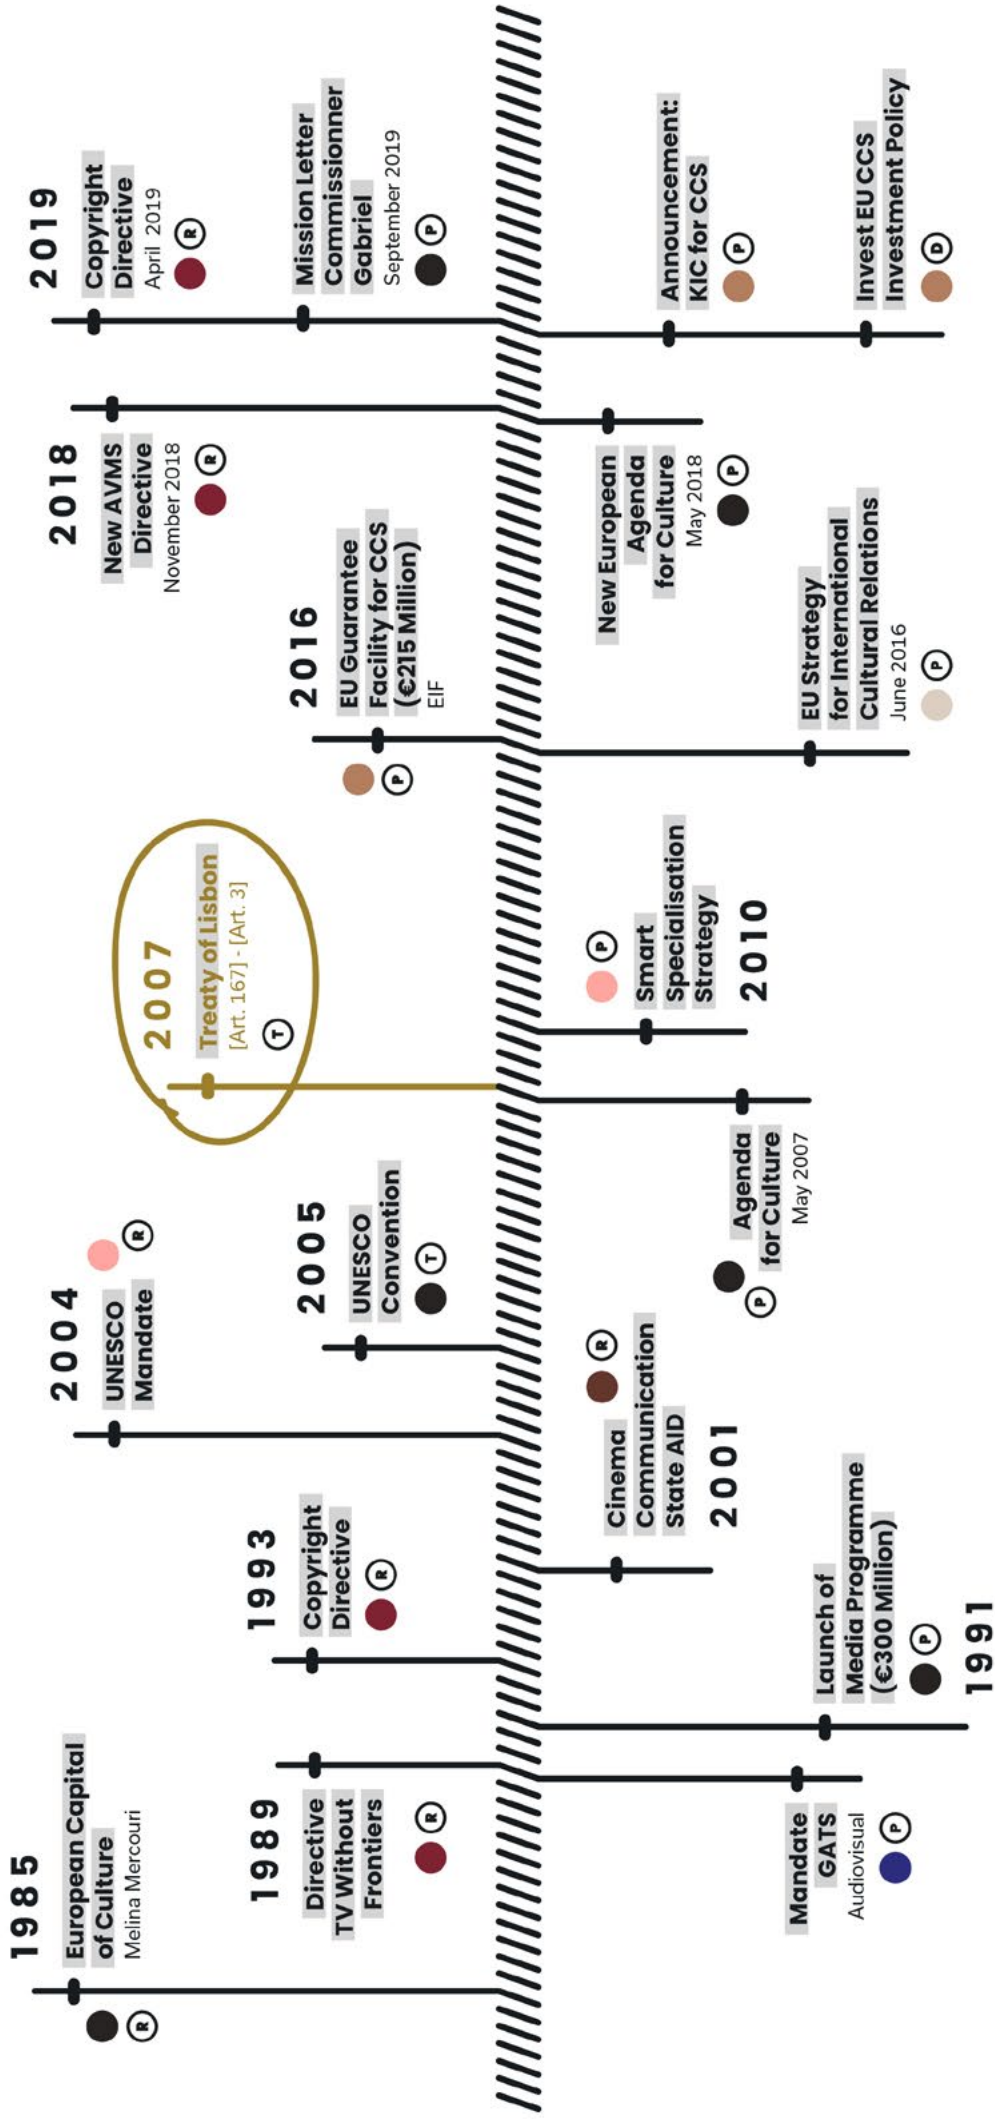 1985
European Capital
of Culture
Melina Mercouri
R
1989
Directive
TV Without
Frontiers
R
1993
Copyright
Directive
R
2004
UNESCO
Mandate
R
2005
UNESCO
Convention
T
2007
Treaty of Lisbon
[Art. 167] - [Art. 3]
T
2016
EU Guarantee
Facility for CCS
(€215 Million)
EIF
P
2018
New AVMS
Directive
November 2018
R
2019
Copyright
Directive
April 2019
R
Mission Letter
Commissionner
Gabriel
September 2019
P
Mandate
GATS
Audiovisual
P
Launch of
Media Programme
(€300 Million)
P
1991
R
Cinema
Communication
State AID
2001
Agenda
for Culture
May 2007
P
P
Smart
Specialisation
Strategy
2010
EU Strategy
for International
Cultural Relations
June 2016
P
New European
Agenda
for Culture
May 2018
P
Announcement:
KIC for CCS
P
Invest EU CCS
Investment Policy
D